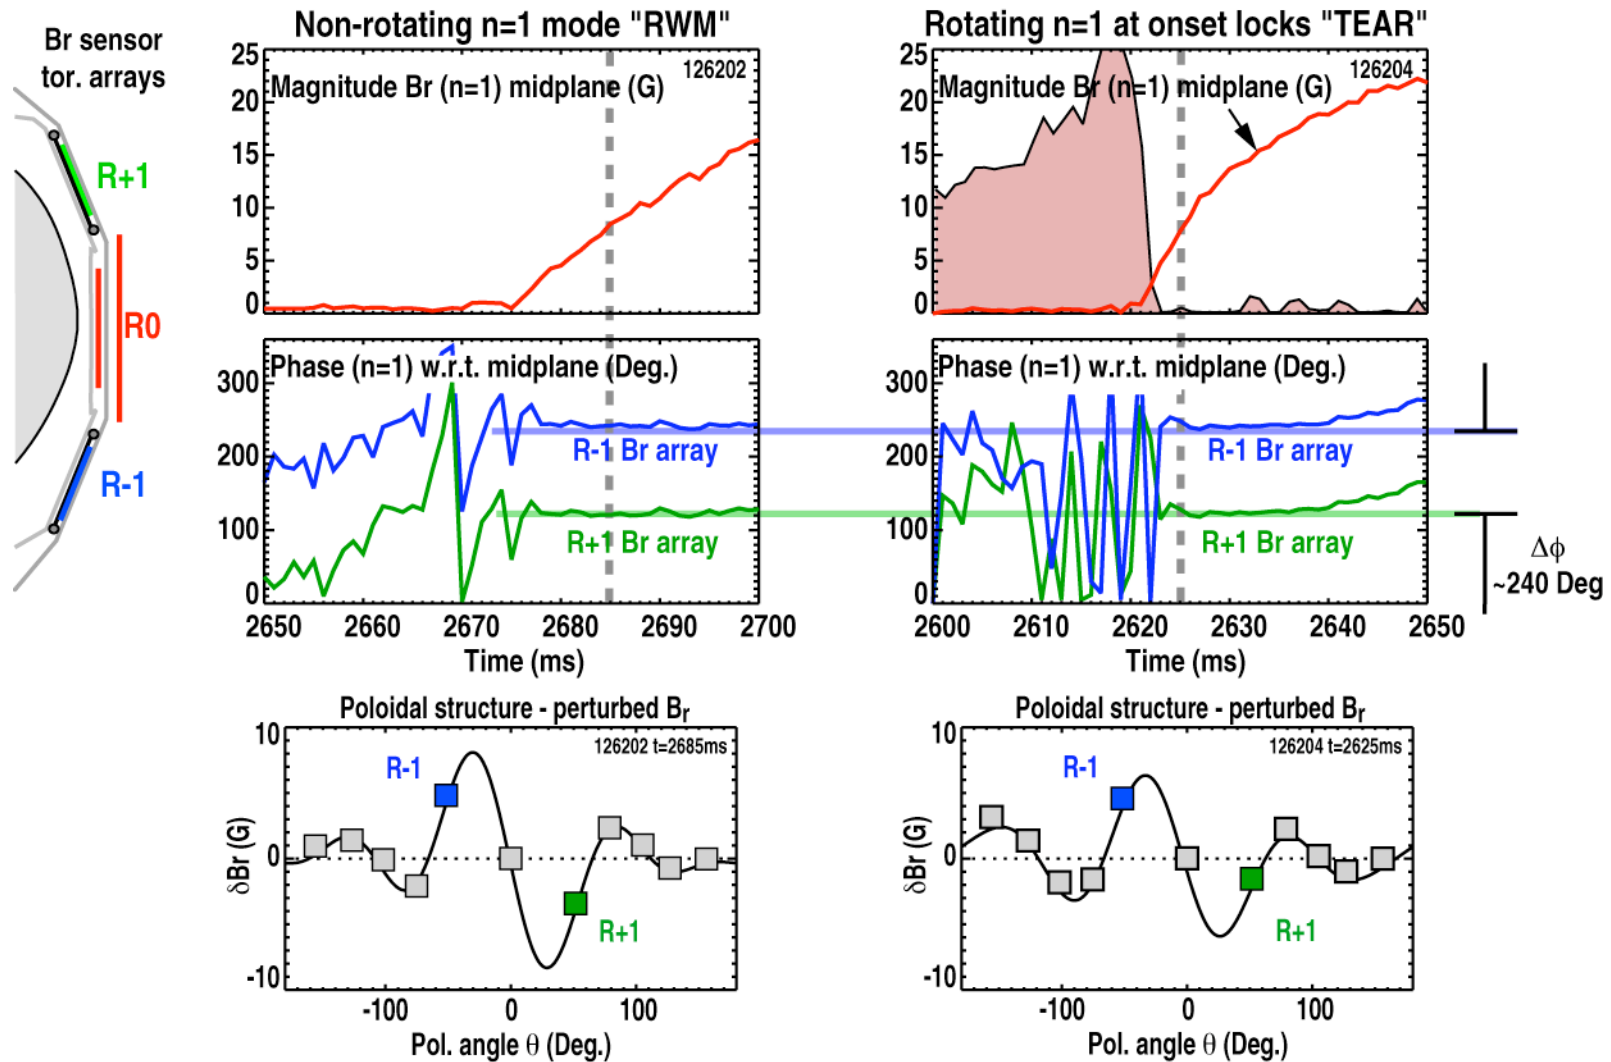 Br sensor
tor. arrays
R+1
R0
R-1
Non-rotating n=1 mode "RWM"
Magnitude Br (n=1) midplane (G)
126202
25
20
15
10
5
0
Phase (n=1) w.r.t. midplane (Deg.)
300
200
100
0
R-1 Br array
R+1 Br array
2650 2660 2670 2680 2690 2700
Time (ms)
Rotating n=1 at onset locks "TEAR"
Magnitude Br (n=1) midplane (G)
126204
25
20
15
10
5
0
Phase (n=1) w.r.t. midplane (Deg.)
300
200
100
0
R-1 Br array
R+1 Br array
2600 2610 2620 2630 2640 2650
Time (ms)
Δϕ
~240 Deg
Poloidal structure - perturbed Br
126202 t=2685ms
R-1
R+1
10
0
-10
δBr (G)
-100 0 100
Pol. angle θ (Deg.)
Poloidal structure - perturbed Br
126204 t=2625ms
R-1
R+1
10
0
-10
δBr (G)
-100 0 100
Pol. angle θ (Deg.)